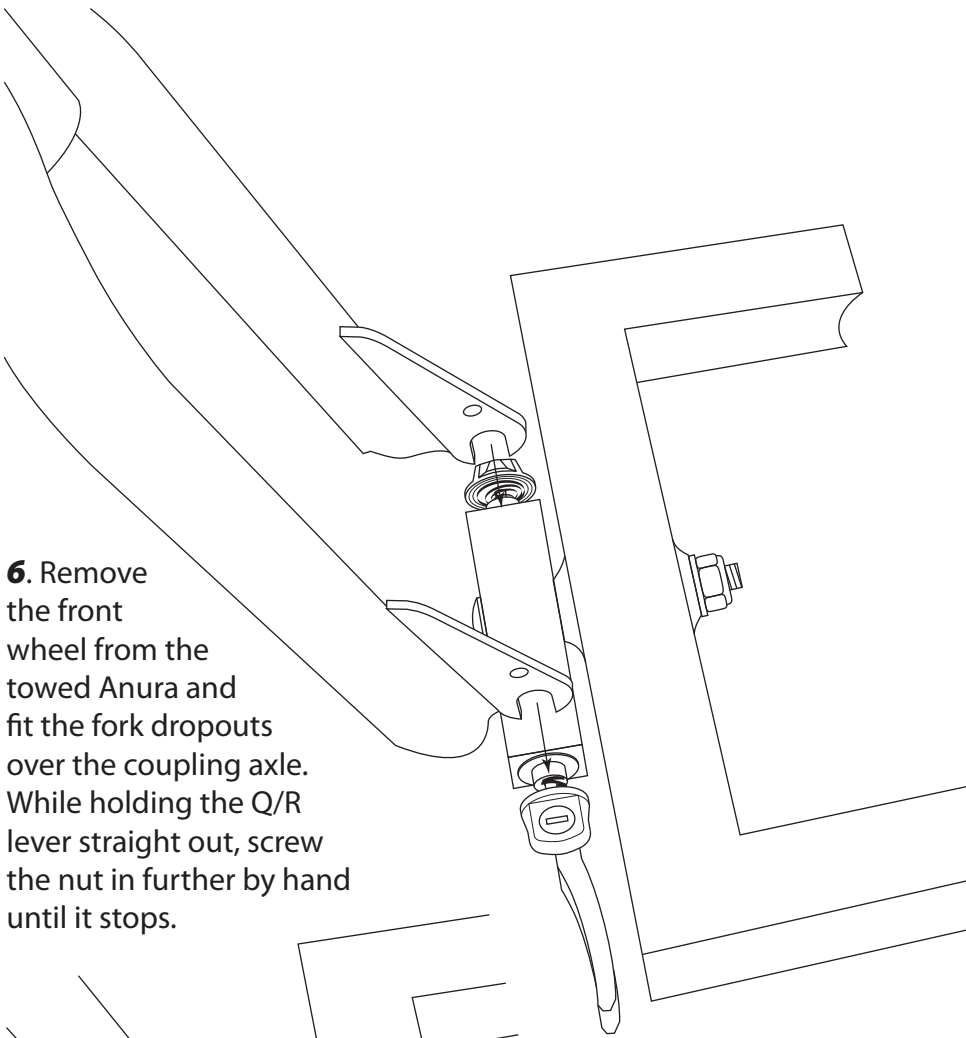 6. Remove
the front
wheel from the
towed Anura and
fit the fork dropouts
over the coupling axle.
While holding the Q/R
lever straight out, screw
the nut in further by hand
until it stops.